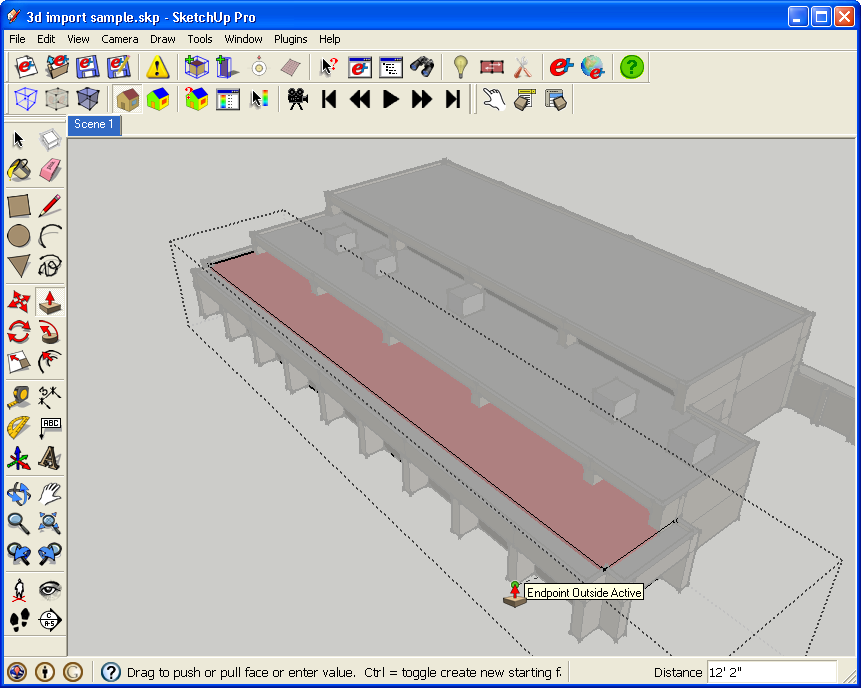 3d import sample.skp - SketchUp Pro
File Edit View Camera Draw Tools Window Plugins Help
Scene 1
ABC
Endpoint Outside Active
Drag to push or pull face or enter value.  Ctrl = toggle create new starting f
Distance 12' 2"